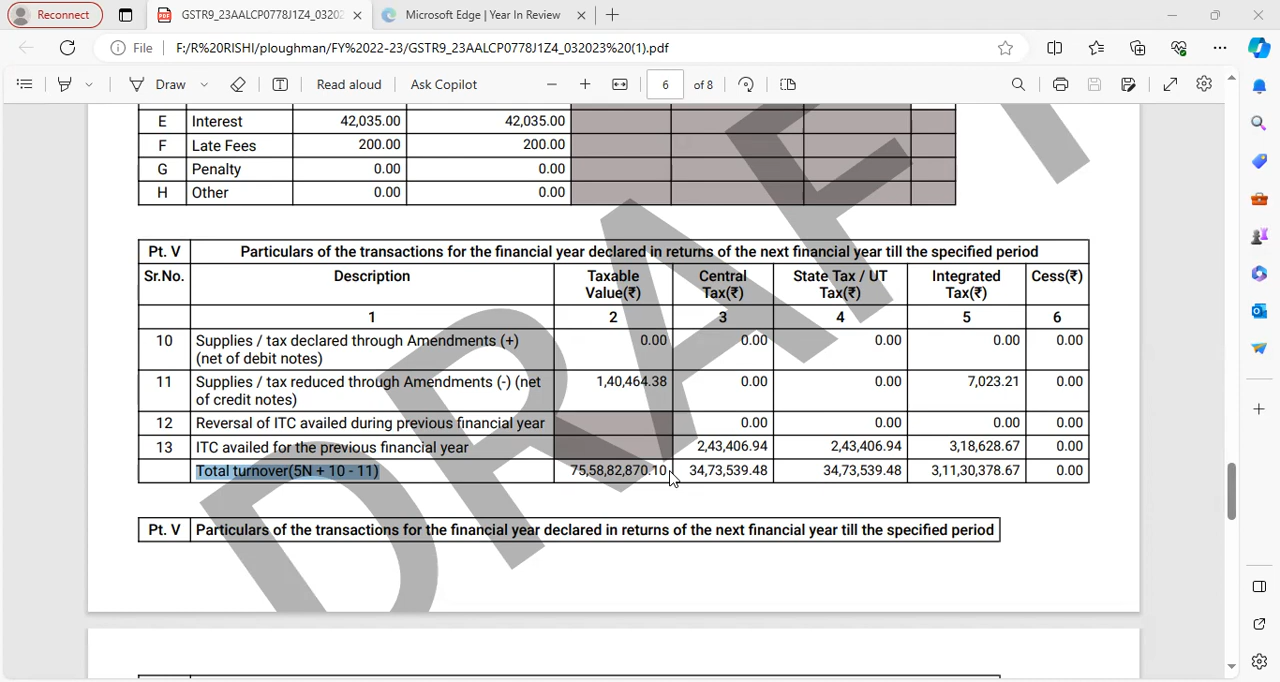 Reconnect
GSTR9_23AALCP0778J1Z4_03202
Microsoft Edge | Year In Review
File F:/R%20RISHI/ploughman/FY%2022-23/GSTR9_23AALCP0778J1Z4_032023%20(1).pdf
Draw Read aloud Ask Copilot 6 of 8
E Interest 42,035.00 42,035.00
F Late Fees 200.00 200.00
G Penalty 0.00 0.00
H Other 0.00 0.00
Pt. V Particulars of the transactions for the financial year declared in returns of the next financial year till the specified period
Sr.No. Description Taxable Central State Tax / UT Integrated Cess(₹)
Value(₹) Tax(₹) Tax(₹) Tax(₹)
1 2 3 4 5 6
10 Supplies / tax declared through Amendments (+) 0.00 0.00 0.00 0.00 0.00
(net of debit notes)
11 Supplies / tax reduced through Amendments (-) (net 1,40,464.38 0.00 0.00 7,023.21 0.00
of credit notes)
12 Reversal of ITC availed during previous financial year 0.00 0.00 0.00 0.00
13 ITC availed for the previous financial year 2,43,406.94 2,43,406.94 3,18,628.67 0.00
Total turnover(5N + 10 - 11) 75,58,82,870.10 34,73,539.48 34,73,539.48 3,11,30,378.67 0.00
Pt. V Particulars of the transactions for the financial year declared in returns of the next financial year till the specified period
DRAFT